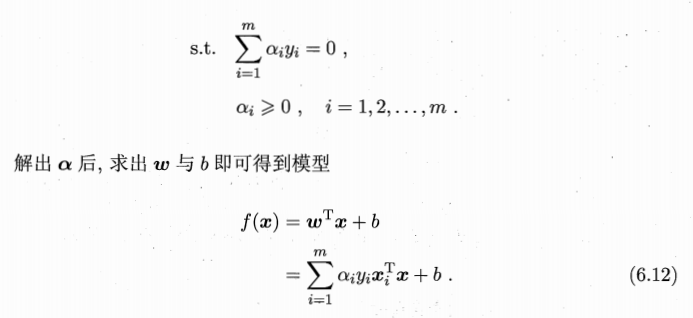 s.t. $\sum_{i=1}^{m} \alpha_i y_i = 0$ ,
$\alpha_i \geqslant 0$ , $i = 1, 2, \ldots, m$ .
解出 $\boldsymbol{\alpha}$ 后, 求出 $\boldsymbol{w}$ 与 $b$ 即可得到模型
$f(\boldsymbol{x}) = \boldsymbol{w}^{\mathrm{T}} \boldsymbol{x} + b$
$= \sum_{i=1}^{m} \alpha_i y_i \boldsymbol{x}_i^{\mathrm{T}} \boldsymbol{x} + b$ . (6.12)